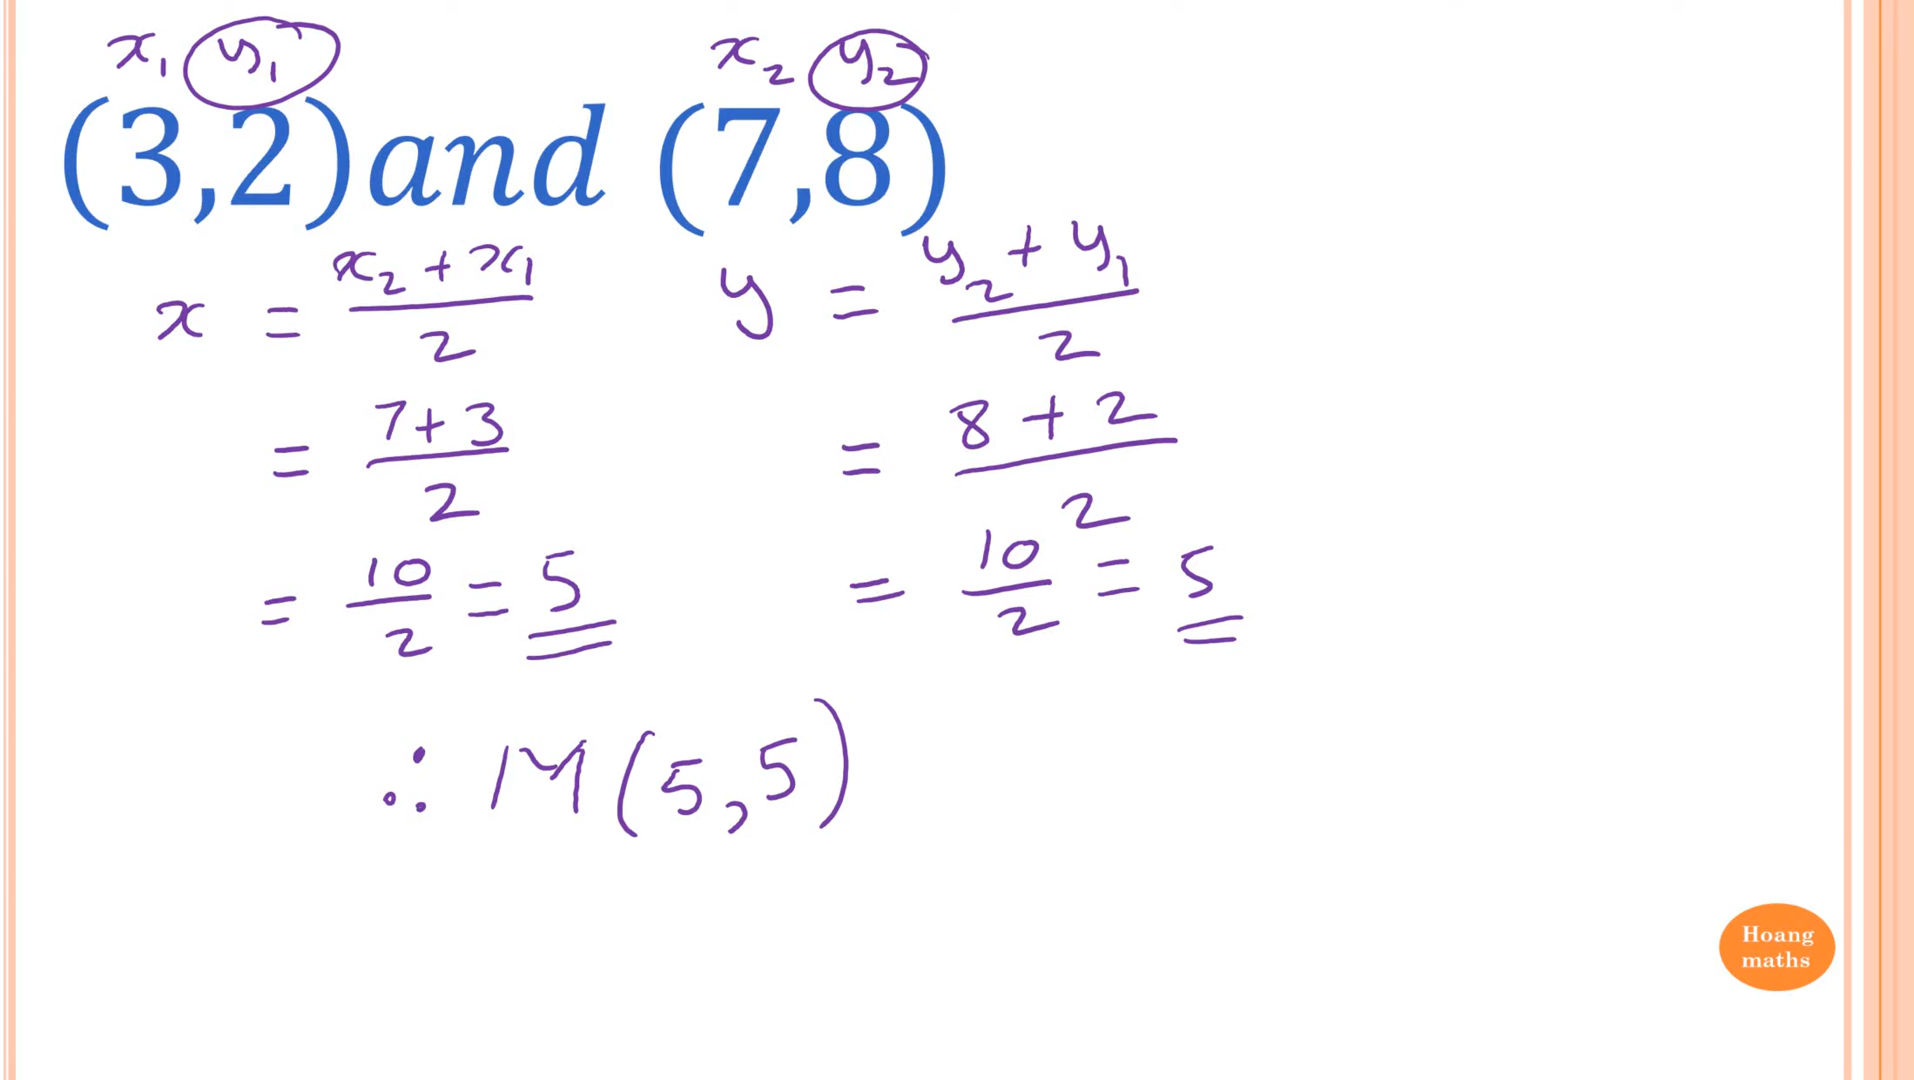 x₁ y₁ x₂ y₂
(3,2) and (7,8)
x = (x₂ + x₁)/2 y = (y₂ + y₁)/2
= (7+3)/2 = (8+2)/2
= 10/2 = 5 = 10/2 = 5
∴ M(5,5)
Hoang
maths